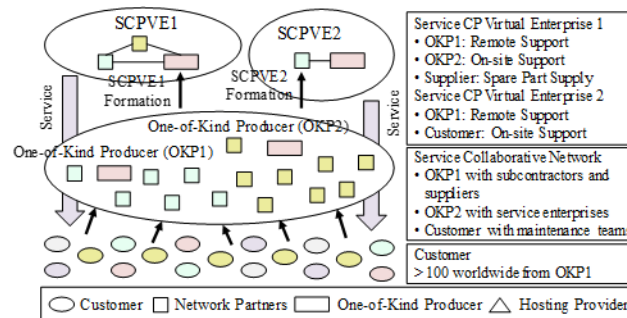 SCPVE1
SCPVE2
SCPVE1
Formation
SCPVE2
Formation
Service
Service
One-of-Kind Producer (OKP2)
One-of-Kind Producer (OKP1)
Service CP Virtual Enterprise 1
• OKP1: Remote Support
• OKP2: On-site Support
• Supplier: Spare Part Supply
Service CP Virtual Enterprise 2
• OKP1: Remote Support
• Customer: On-site Support
Service Collaborative Network
• OKP1 with subcontractors and
suppliers
• OKP2 with service enterprises
• Customer with maintenance teams
Customer
> 100 worldwide from OKP1
Customer
Network Partners
One-of-Kind Producer
Hosting Provider